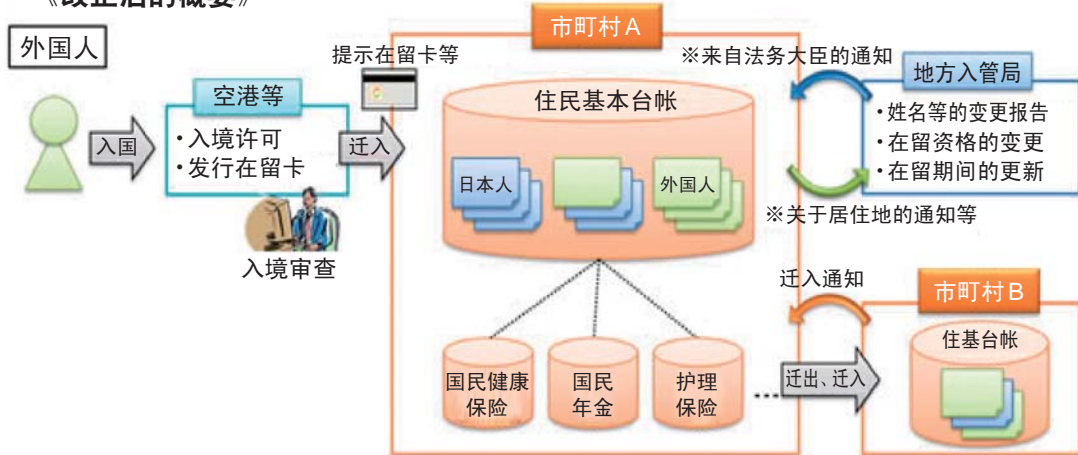 《改正后的概要》
外国人
入国
空港等
・入境许可
・发行在留卡
入境审查
提示在留卡等
迁入
市町村A
住民基本台帐
日本人
外国人
国民健康
保险
国民
年金
护理
保险
※来自法务大臣的通知
地方入管局
・姓名等的变更报告
・在留资格的变更
・在留期间的更新
※关于居住地的通知等
迁入通知
迁出、迁入
市町村B
住基台帐